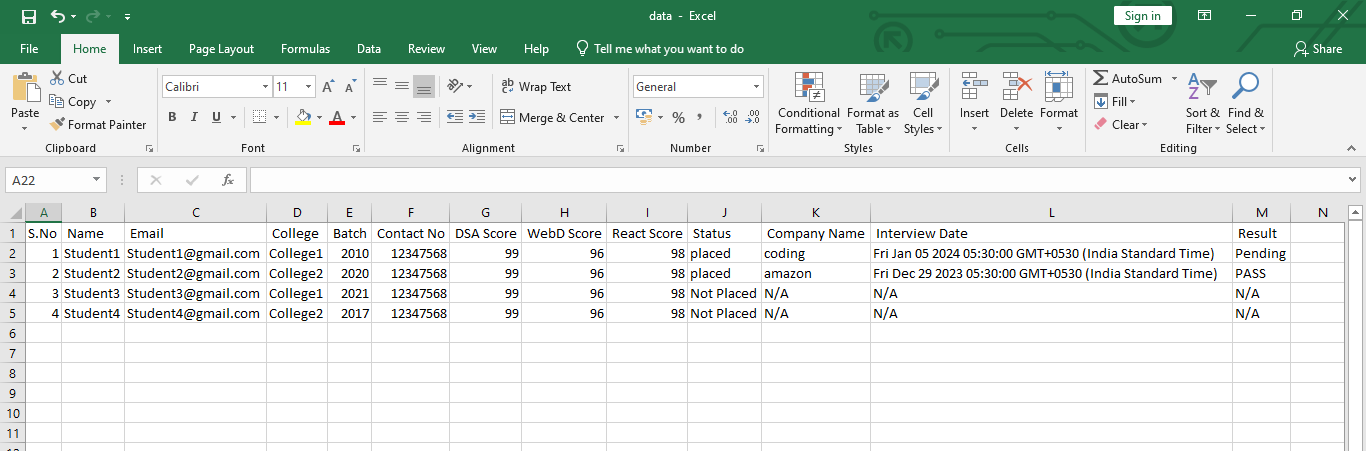 data - Excel
Sign in
File Home Insert Page Layout Formulas Data Review View Help Tell me what you want to do Share
Cut
Copy
Format Painter
Paste
Clipboard
Calibri 11 A A
B I U A
Font
ab Wrap Text
Merge & Center
Alignment
General
% , .00 .0
Number
Conditional Formatting
Format as Table
Cell Styles
Styles
Insert Delete Format
Cells
AutoSum
Fill
Clear
Sort & Filter
Find & Select
Editing
A22 fx
A B C D E F G H I J K L M N
1 S.No Name Email College Batch Contact No DSA Score WebD Score React Score Status Company Name Interview Date Result
2 1 Student1 Student1@gmail.com College1 2010 12347568 99 96 98 placed coding Fri Jan 05 2024 05:30:00 GMT+0530 (India Standard Time) Pending
3 2 Student2 Student2@gmail.com College2 2020 12347568 99 96 98 placed amazon Fri Dec 29 2023 05:30:00 GMT+0530 (India Standard Time) PASS
4 3 Student3 Student3@gmail.com College1 2021 12347568 99 96 98 Not Placed N/A N/A N/A
5 4 Student4 Student4@gmail.com College2 2017 12347568 99 96 98 Not Placed N/A N/A N/A
6
7
8
9
10
11